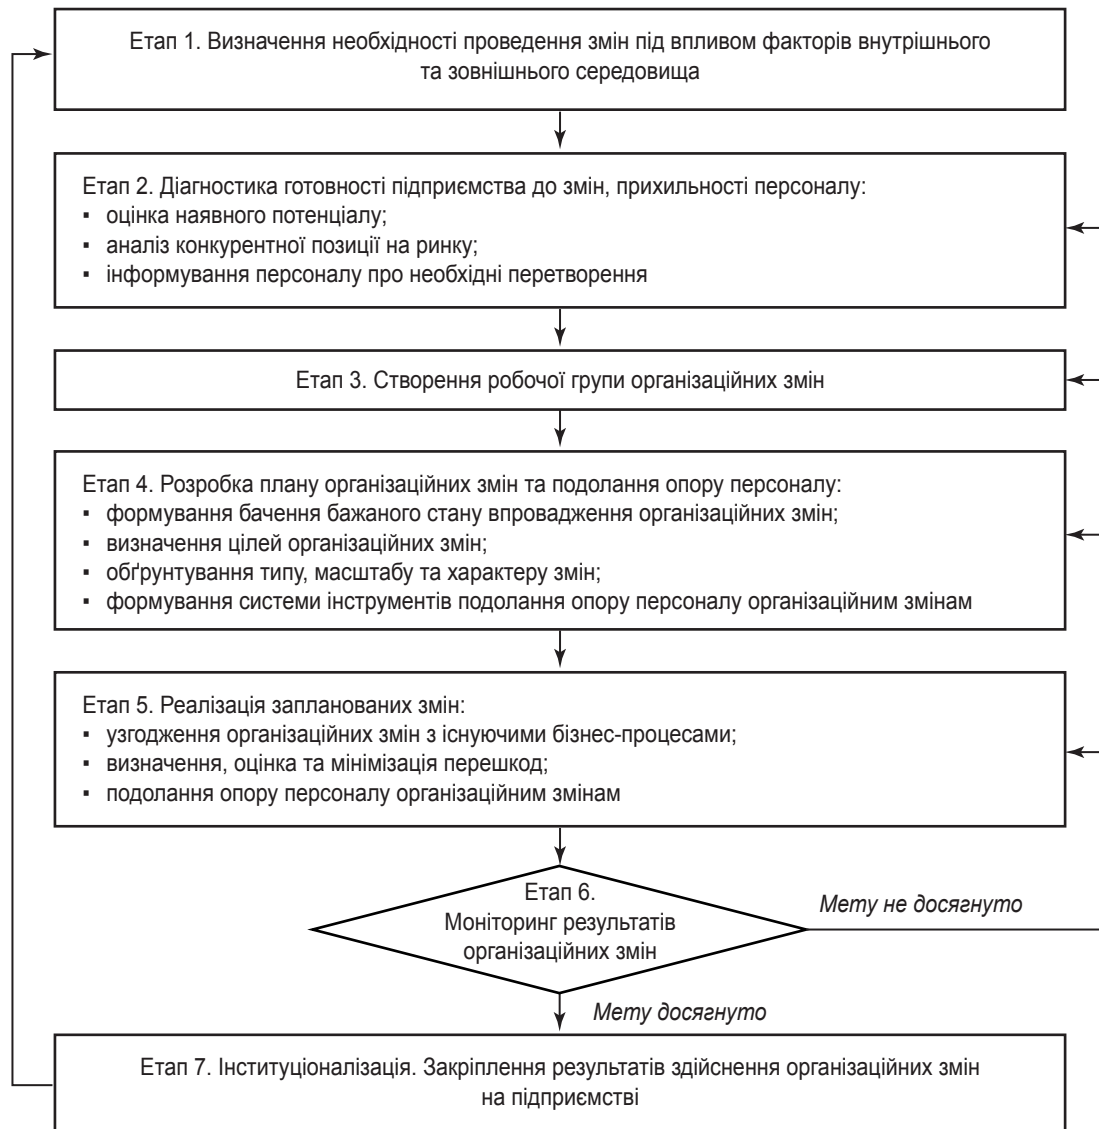 Етап 1. Визначення необхідності проведення змін під впливом факторів внутрішнього
та зовнішнього середовища
Етап 2. Діагностика готовності підприємства до змін, прихильності персоналу:
▪ оцінка наявного потенціалу;
▪ аналіз конкурентної позиції на ринку;
▪ інформування персоналу про необхідні перетворення
Етап 3. Створення робочої групи організаційних змін
Етап 4. Розробка плану організаційних змін та подолання опору персоналу:
▪ формування бачення бажаного стану впровадження організаційних змін;
▪ визначення цілей організаційних змін;
▪ обґрунтування типу, масштабу та характеру змін;
▪ формування системи інструментів подолання опору персоналу організаційним змінам
Етап 5. Реалізація запланованих змін:
▪ узгодження організаційних змін з існуючими бізнес-процесами;
▪ визначення, оцінка та мінімізація перешкод;
▪ подолання опору персоналу організаційним змінам
Етап 6.
Моніторинг результатів
організаційних змін
Мету не досягнуто
Мету досягнуто
Етап 7. Інституціоналізація. Закріплення результатів здійснення організаційних змін
на підприємстві